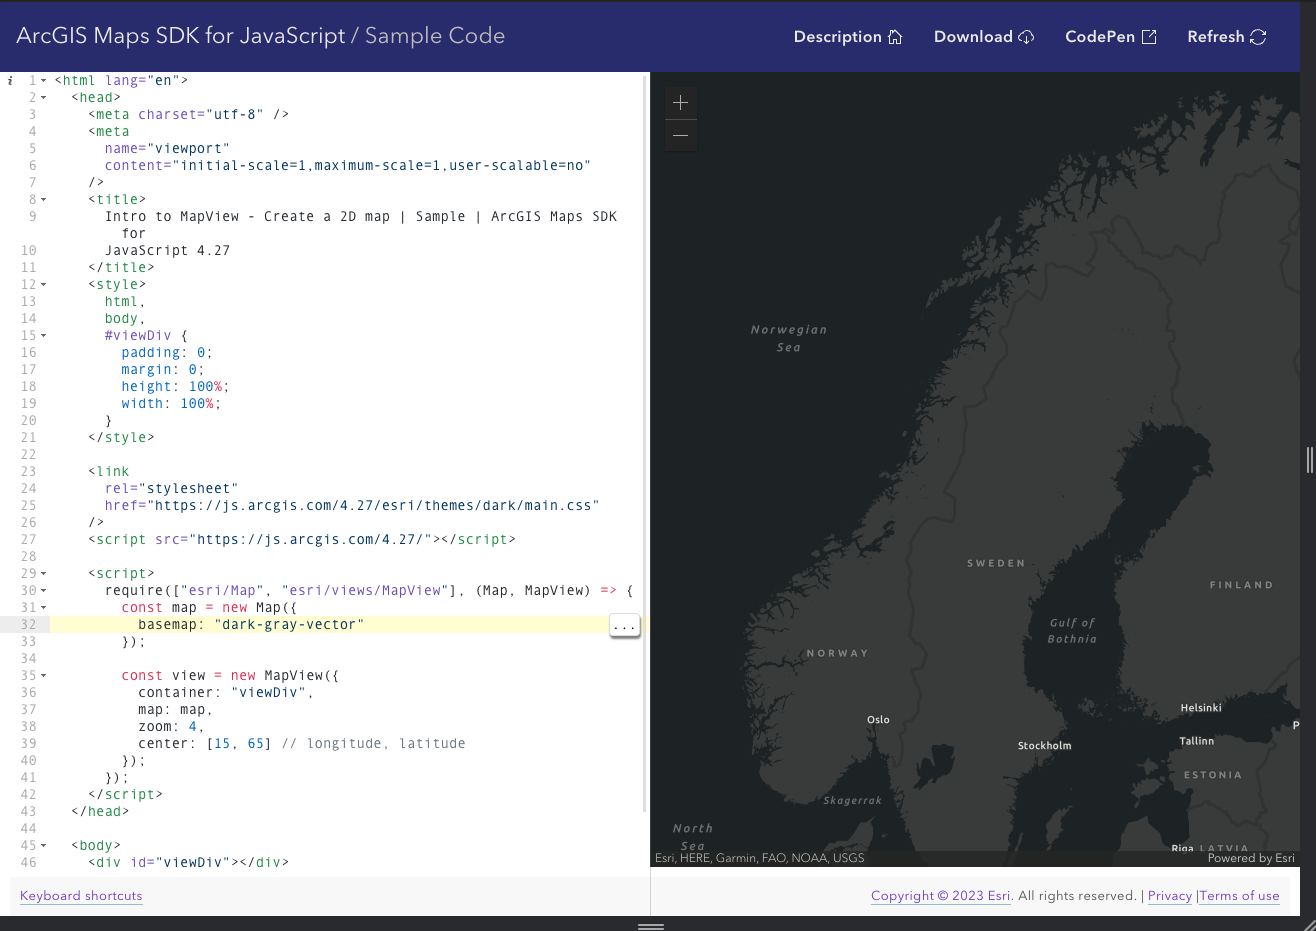 ArcGIS Maps SDK for JavaScript / Sample Code
Description
Download
CodePen
Refresh
i 1 <html lang="en">
2 <head>
3 <meta charset="utf-8" />
4 <meta
5 name="viewport"
6 content="initial-scale=1,maximum-scale=1,user-scalable=no"
7 />
8 <title>
9 Intro to MapView - Create a 2D map | Sample | ArcGIS Maps SDK
for
10 JavaScript 4.27
11 </title>
12 <style>
13 html,
14 body,
15 #viewDiv {
16 padding: 0;
17 margin: 0;
18 height: 100%;
19 width: 100%;
20 }
21 </style>
22
23 <link
24 rel="stylesheet"
25 href="https://js.arcgis.com/4.27/esri/themes/dark/main.css"
26 />
27 <script src="https://js.arcgis.com/4.27/"></script>
28
29 <script>
30 require(["esri/Map", "esri/views/MapView"], (Map, MapView) => {
31 const map = new Map({
32 basemap: "dark-gray-vector"
...
33 });
34
35 const view = new MapView({
36 container: "viewDiv",
37 map: map,
38 zoom: 4,
39 center: [15, 65] // longitude, latitude
40 });
41 });
42 </script>
43 </head>
44
45 <body>
46 <div id="viewDiv"></div>
+
−
Norwegian
Sea
SWEDEN
FINLAND
Gulf of
Bothnia
NORWAY
Helsinki
Oslo
P
Tallinn
Stockholm
ESTONIA
Skagerrak
North
Sea
Riga
LATVIA
Esri, HERE, Garmin, FAO, NOAA, USGS
Powered by Esri
Keyboard shortcuts
Copyright © 2023 Esri. All rights reserved. | Privacy |Terms of use